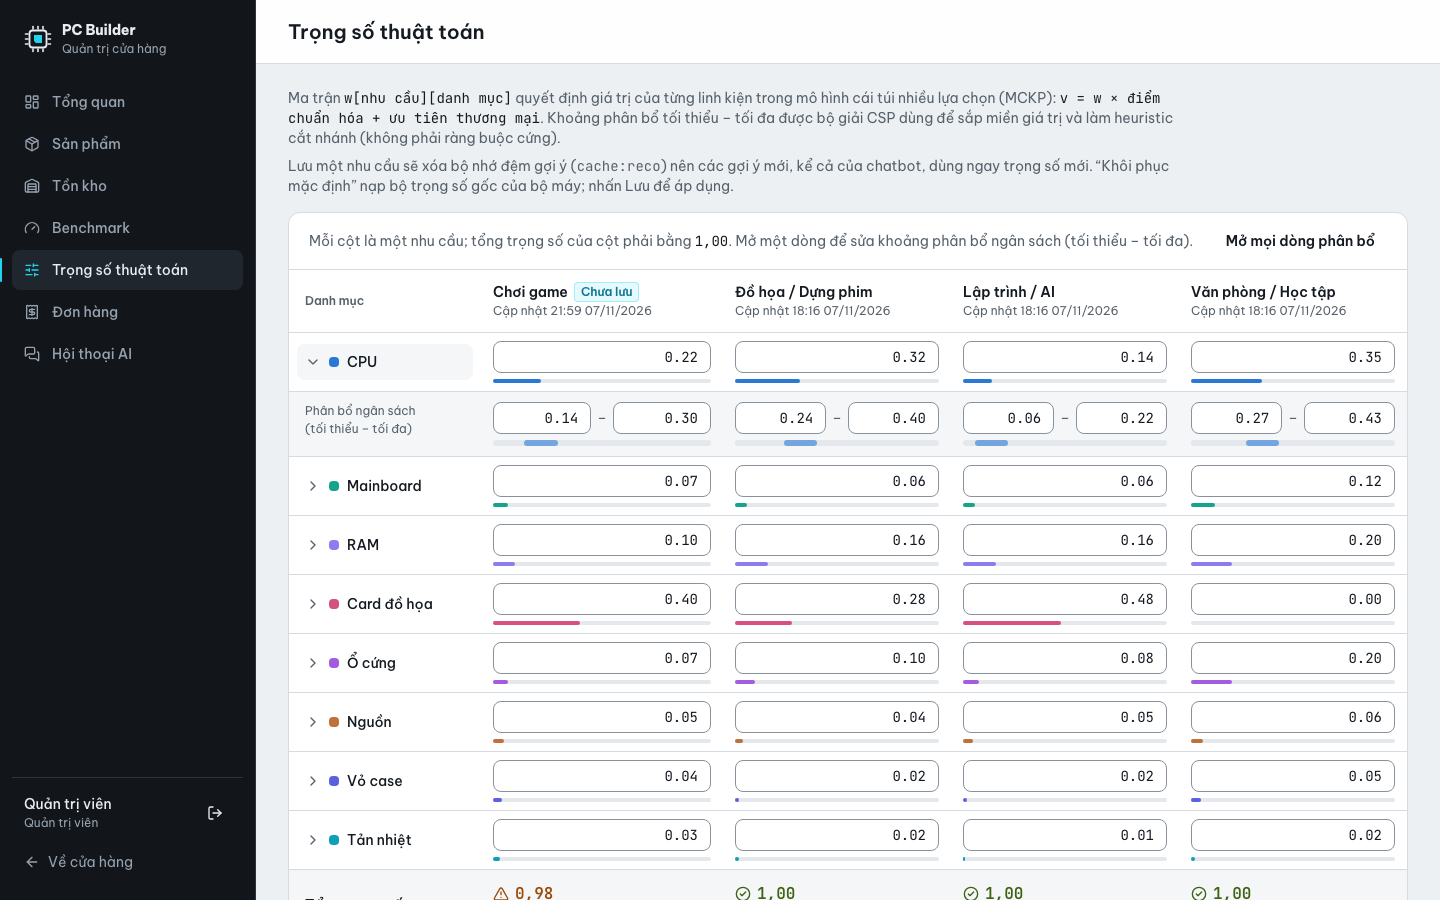 PC Builder
Quản trị cửa hàng
Tổng quan
Sản phẩm
Tồn kho
Benchmark
Trọng số thuật toán
Đơn hàng
Hội thoại AI
Quản trị viên
Quản trị viên
Về cửa hàng
Trọng số thuật toán
Ma trận w[nhu cầu][danh mục] quyết định giá trị của từng linh kiện trong mô hình cái túi nhiều lựa chọn (MCKP): v = w × điểm
chuẩn hóa + ưu tiên thương mại. Khoảng phân bổ tối thiểu – tối đa được bộ giải CSP dùng để sắp miền giá trị và làm heuristic
cắt nhánh (không phải ràng buộc cứng).
Lưu một nhu cầu sẽ xóa bộ nhớ đệm gợi ý (cache:reco) nên các gợi ý mới, kể cả của chatbot, dùng ngay trọng số mới. “Khôi phục
mặc định” nạp bộ trọng số gốc của bộ máy; nhấn Lưu để áp dụng.
Mỗi cột là một nhu cầu; tổng trọng số của cột phải bằng 1,00. Mở một dòng để sửa khoảng phân bổ ngân sách (tối thiểu – tối đa). Mở mọi dòng phân bổ
Danh mục Chơi game Chưa lưu Đồ họa / Dựng phim Lập trình / AI Văn phòng / Học tập
Cập nhật 21:59 07/11/2026 Cập nhật 18:16 07/11/2026 Cập nhật 18:16 07/11/2026 Cập nhật 18:16 07/11/2026
CPU 0.22 0.32 0.14 0.35
Phân bổ ngân sách
(tối thiểu – tối đa) 0.14 – 0.30 0.24 – 0.40 0.06 – 0.22 0.27 – 0.43
Mainboard 0.07 0.06 0.06 0.12
RAM 0.10 0.16 0.16 0.20
Card đồ họa 0.40 0.28 0.48 0.00
Ổ cứng 0.07 0.10 0.08 0.20
Nguồn 0.05 0.04 0.05 0.06
Vỏ case 0.04 0.02 0.02 0.05
Tản nhiệt 0.03 0.02 0.01 0.02
0,98 1,00 1,00 1,00